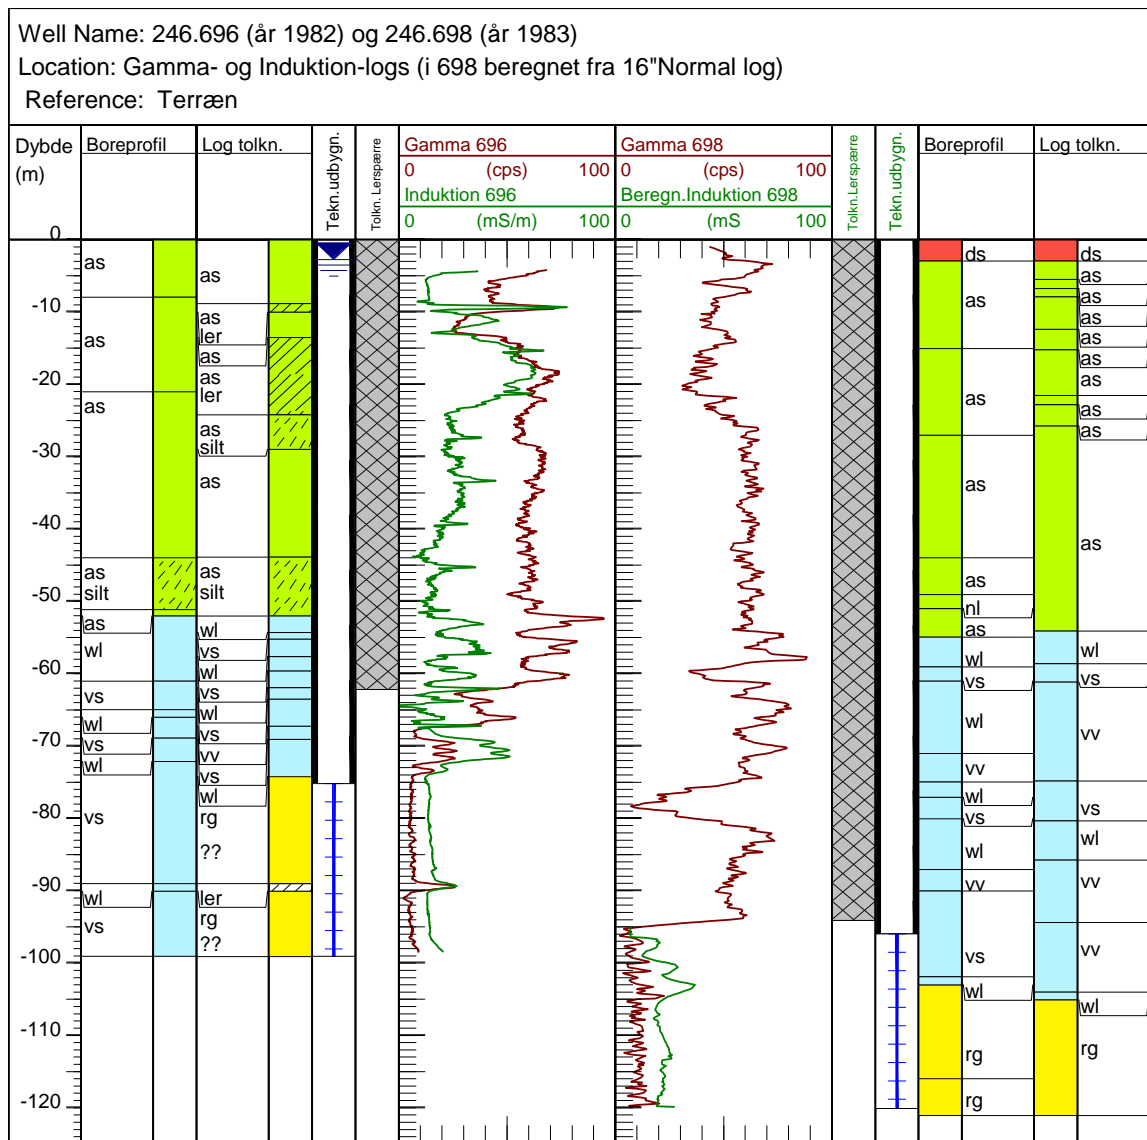 Well Name: 246.696 (år 1982) og 246.698 (år 1983)
Location: Gamma- og Induktion-logs (i 698 beregnet fra 16"Normal log)
Reference: Terræn
Dybde
(m)
Boreprofil
Log tolkn.
Tekn.udbygn.
Tolkn. Lerspærre
Gamma 696
0 (cps) 100
Induktion 696
0 (mS/m) 100
Gamma 698
0 (cps) 100
Beregn.Induktion 698
0 (mS 100
Tolkn.Lerspærre
Tekn.udbygn.
Boreprofil
Log tolkn.
0
-10
-20
-30
-40
-50
-60
-70
-80
-90
-100
-110
-120
as
as
as
as
silt
as
wl
vs
wl
vs
wl
vs
wl
vs
as
as
ler
as
as
ler
as
silt
as
as
silt
wl
vs
wl
vs
wl
vs
vv
vs
wl
rg
??
ler
rg
??
ds
as
as
as
as
nl
as
wl
vs
wl
vv
wl
vs
wl
vv
vs
wl
rg
rg
ds
as
as
as
as
as
as
as
as
as
wl
vs
vv
vs
wl
vv
vv
wl
rg